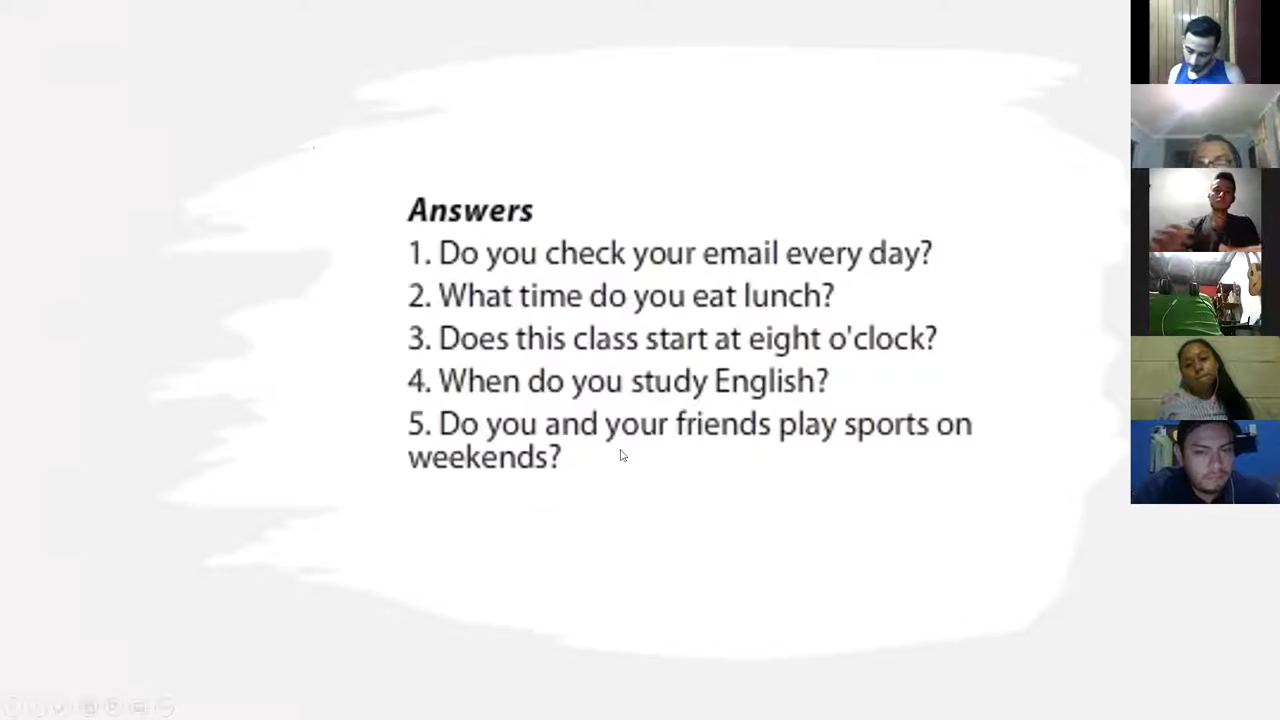 Answers
1. Do you check your email every day?
2. What time do you eat lunch?
3. Does this class start at eight o'clock?
4. When do you study English?
5. Do you and your friends play sports on
weekends?